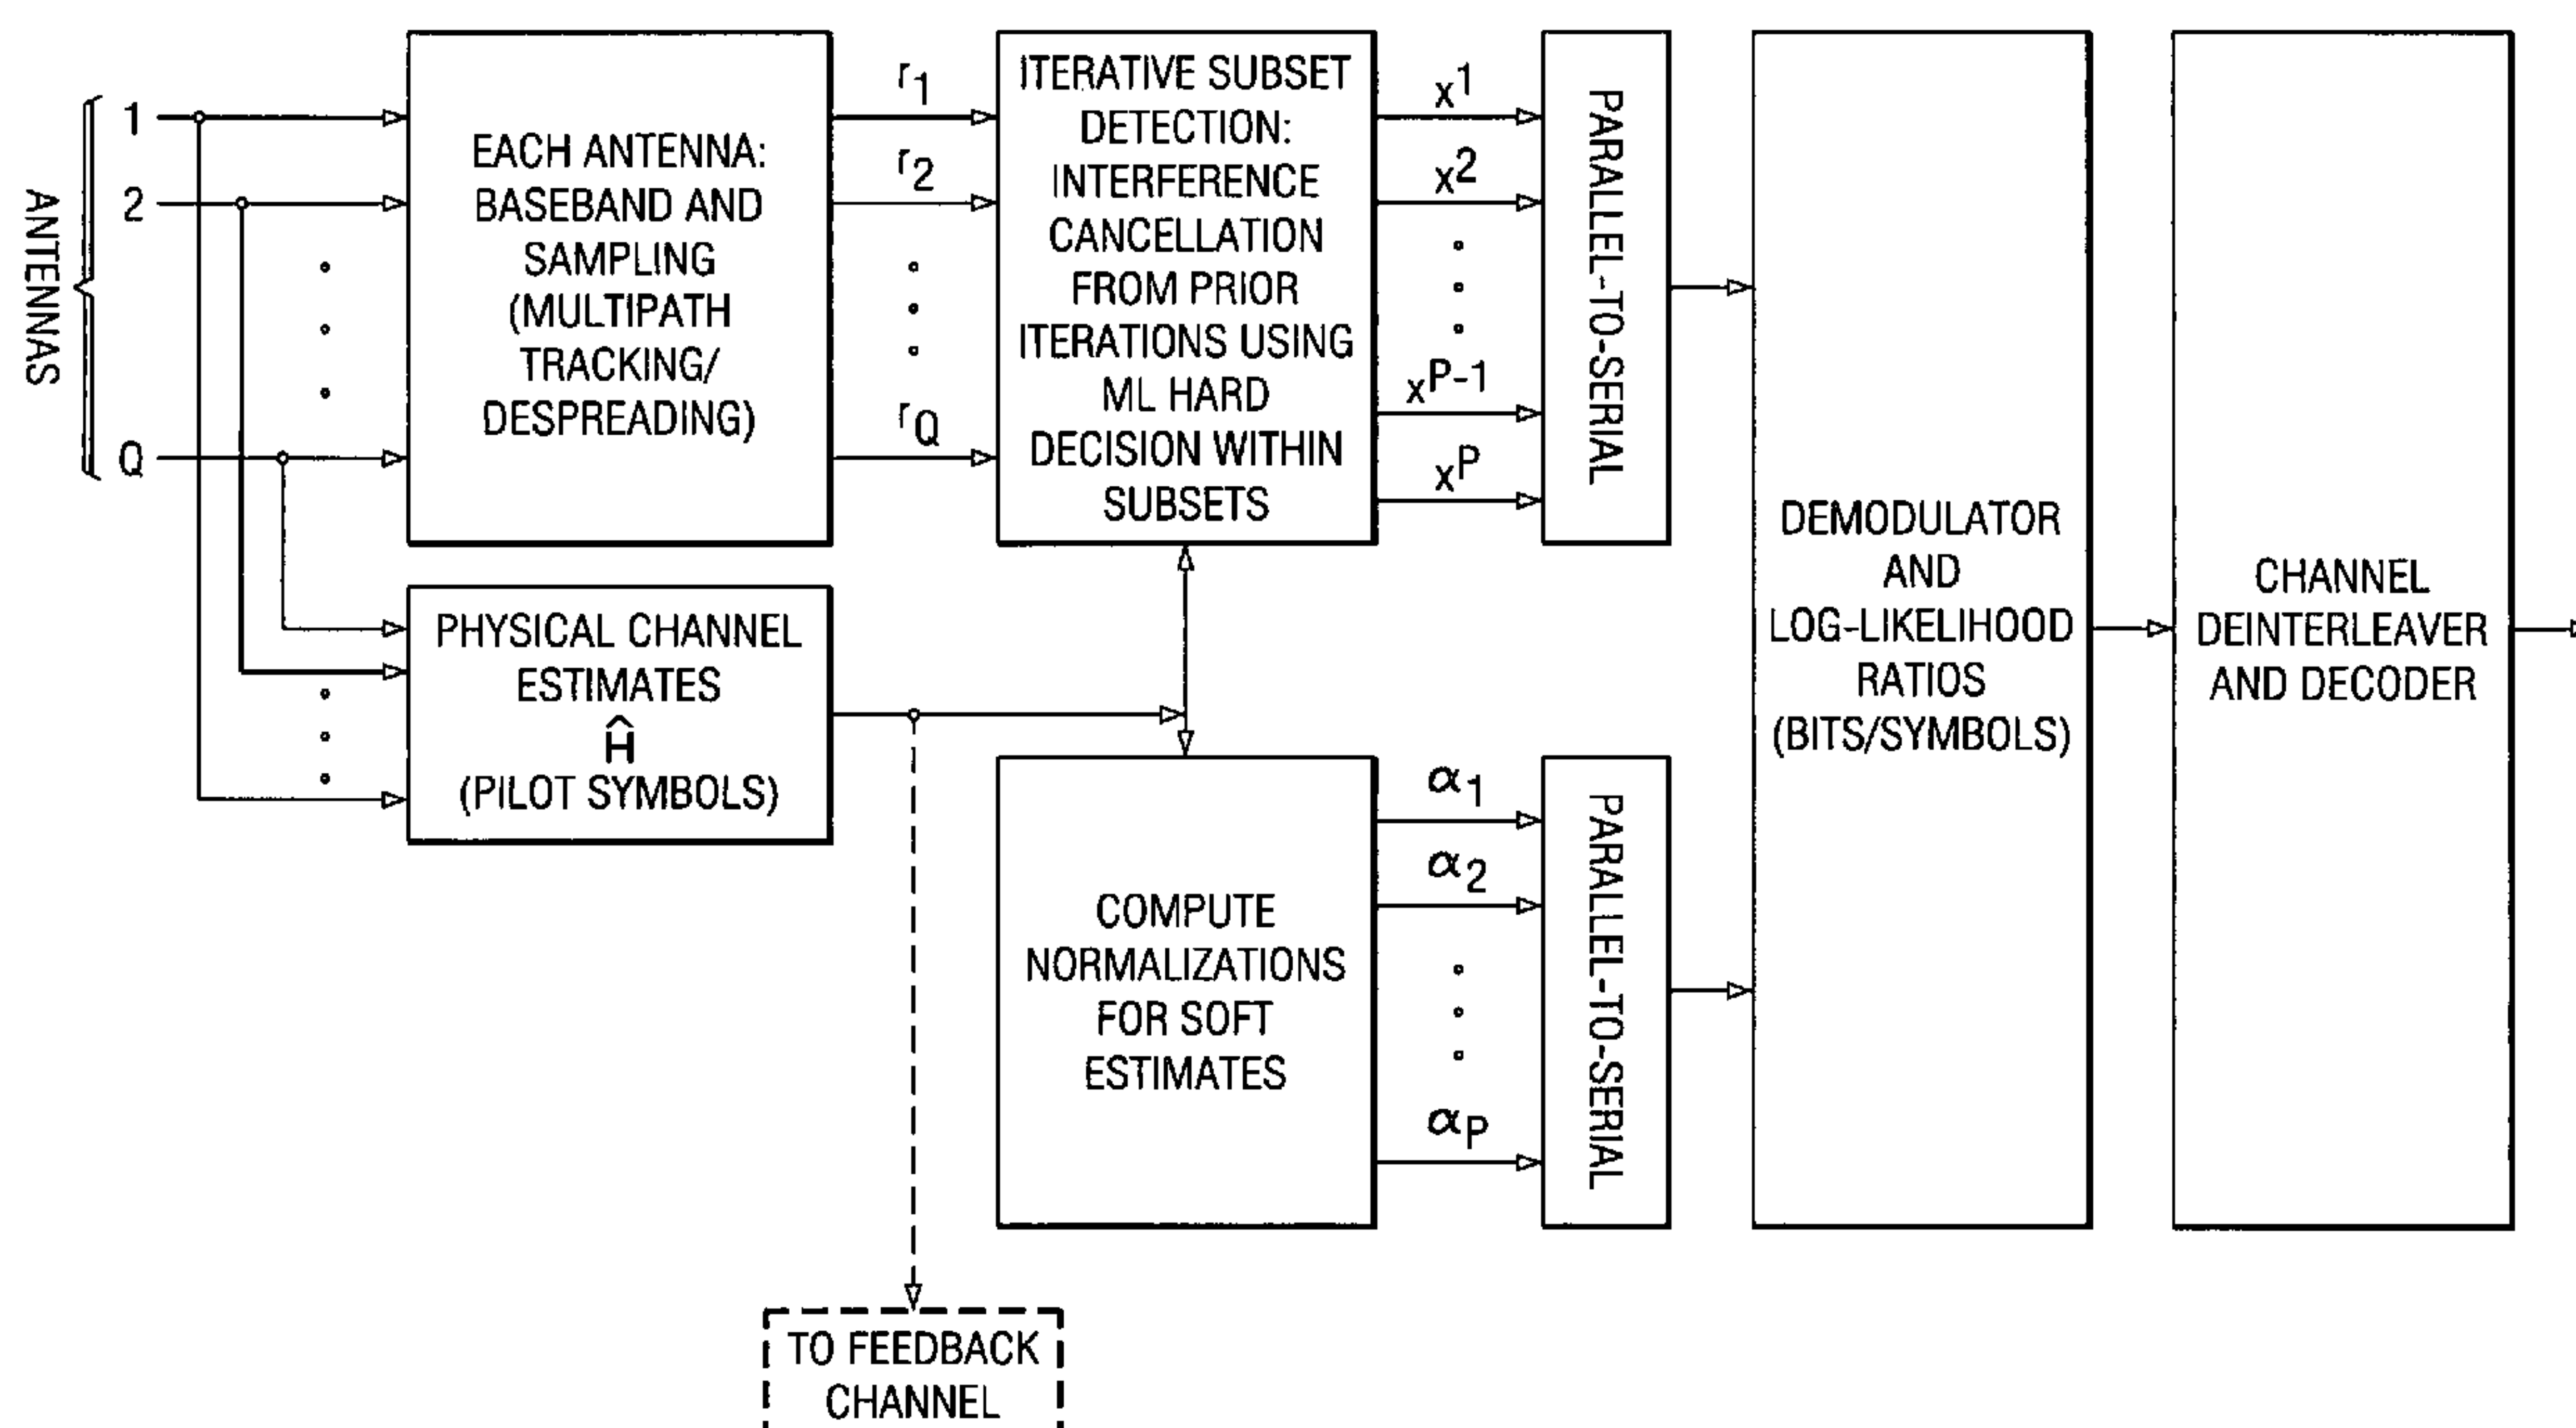 ANTENNAS
1
2
Q
EACH ANTENNA:
BASEBAND AND
SAMPLING
(MULTIPATH
TRACKING/
DESPREADING)
r1
r2
rQ
ITERATIVE SUBSET
DETECTION:
INTERFERENCE
CANCELLATION
FROM PRIOR
ITERATIONS USING
ML HARD
DECISION WITHIN
SUBSETS
x1
x2
xP-1
xP
PARALLEL-TO-SERIAL
PHYSICAL CHANNEL
ESTIMATES
Ĥ
(PILOT SYMBOLS)
COMPUTE
NORMALIZATIONS
FOR SOFT
ESTIMATES
α1
α2
αP
PARALLEL-TO-SERIAL
DEMODULATOR
AND
LOG-LIKELIHOOD
RATIOS
(BITS/SYMBOLS)
CHANNEL
DEINTERLEAVER
AND DECODER
TO FEEDBACK
CHANNEL